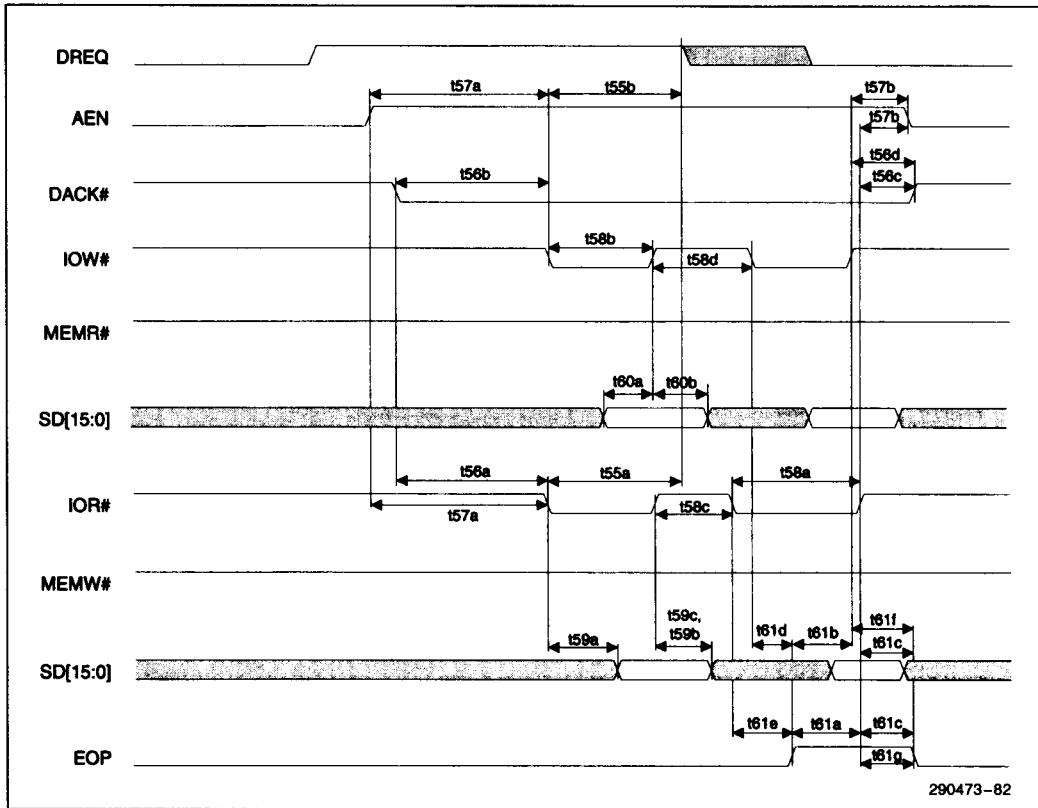 DREQ
t57a
t55b
t57b
AEN
t57b
t56d
t56b
t56c
DACK#
t58b
IOW#
t58d
MEMR#
t60a
t60b
SD[15:0]
t56a
t55a
t58a
IOR#
t57a
t58c
MEMW#
t59c,
t61f
t59a
t59b
t61d
t61b
t61c
SD[15:0]
t61e
t61a
t61c
EOP
t61g
290473-82